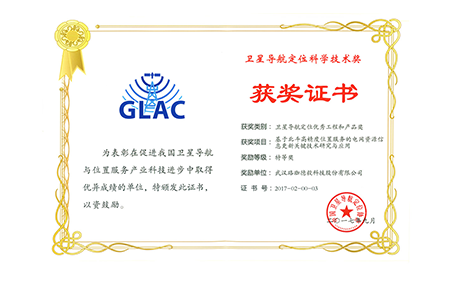 GLAC
为表彰在促进我国卫星导航
与位置服务产业科技进步中取得
优异成绩的单位，特颁发此证书，
以资鼓励。
卫星导航定位科学技术奖
获奖证书
获奖类别：卫星导航定位优秀工程和产品奖
获奖项目：基于北斗高精度位置服务的电网资源信
息更新关键技术研究与应用
奖励等级：特等奖
奖励单位：武汉珞珈德毅科技股份有限公司
证 书 号：2017-02-00-03
二〇一七年九月